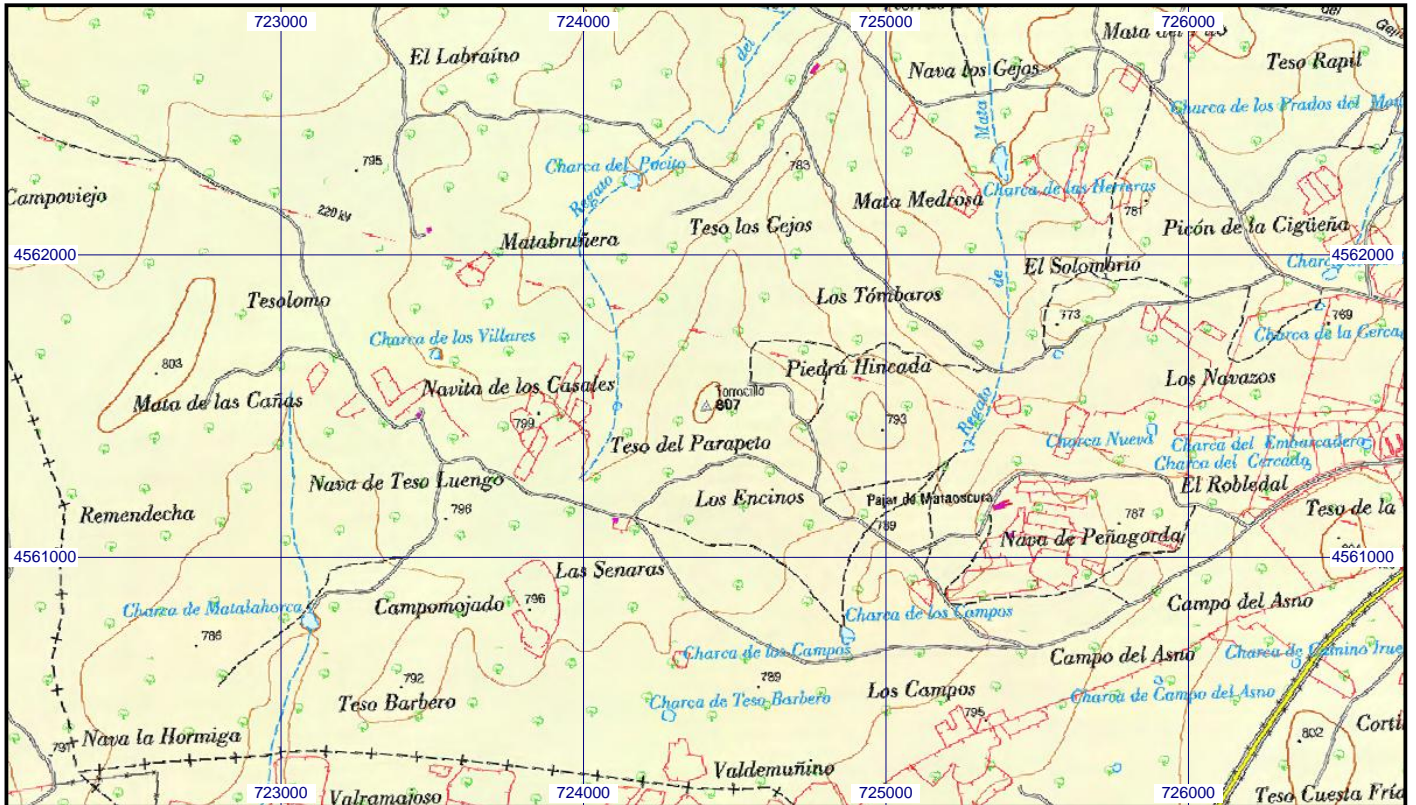 723000
724000
725000
726000
Mata del
El Labraíno
del
Nava los Gejos
Teso Rapil
Charca de los Prados del
Mata
Charca del Pocito
783
795
Charca de las Herreras
Campoviejo
Regato
Mata Medrosa
781
220 kV
Teso los Gejos
Picón de la Cigüeña
Matabruñera
4562000
4562000
El Solombrio
de
Tesolomo
Los Tómbaros
773
769
Charca de los Villares
Charca de la
803
Piedra Hincada
Los Navazos
Navita de los Casales
Torrocillo
807
Mata de las Cañas
799
793
Regato
Teso del Parapeto
Charca Nueva
Charca del Embarcadero
Charca del Cercado
Nava de Teso Luengo
El Robledal
Los Encinos
Pajar de Mataoscura
Remendecha
796
787
Teso de la
789
Nava de Peñagorda
4561000
4561000
Las Senaras
Campomojado
796
Campo del Asno
Charca de Matalahorca
Charca de los Campos
786
Charca de los Campos
Campo del Asno
Charca de Camino
792
789
Los Campos
Charca de Campo del Asno
Teso Barbero
Charca de Teso Barbero
795
Nava la Hormiga
791
802
Valdemuñino
Valramajoso
Teso Cuesta
723000
724000
725000
726000